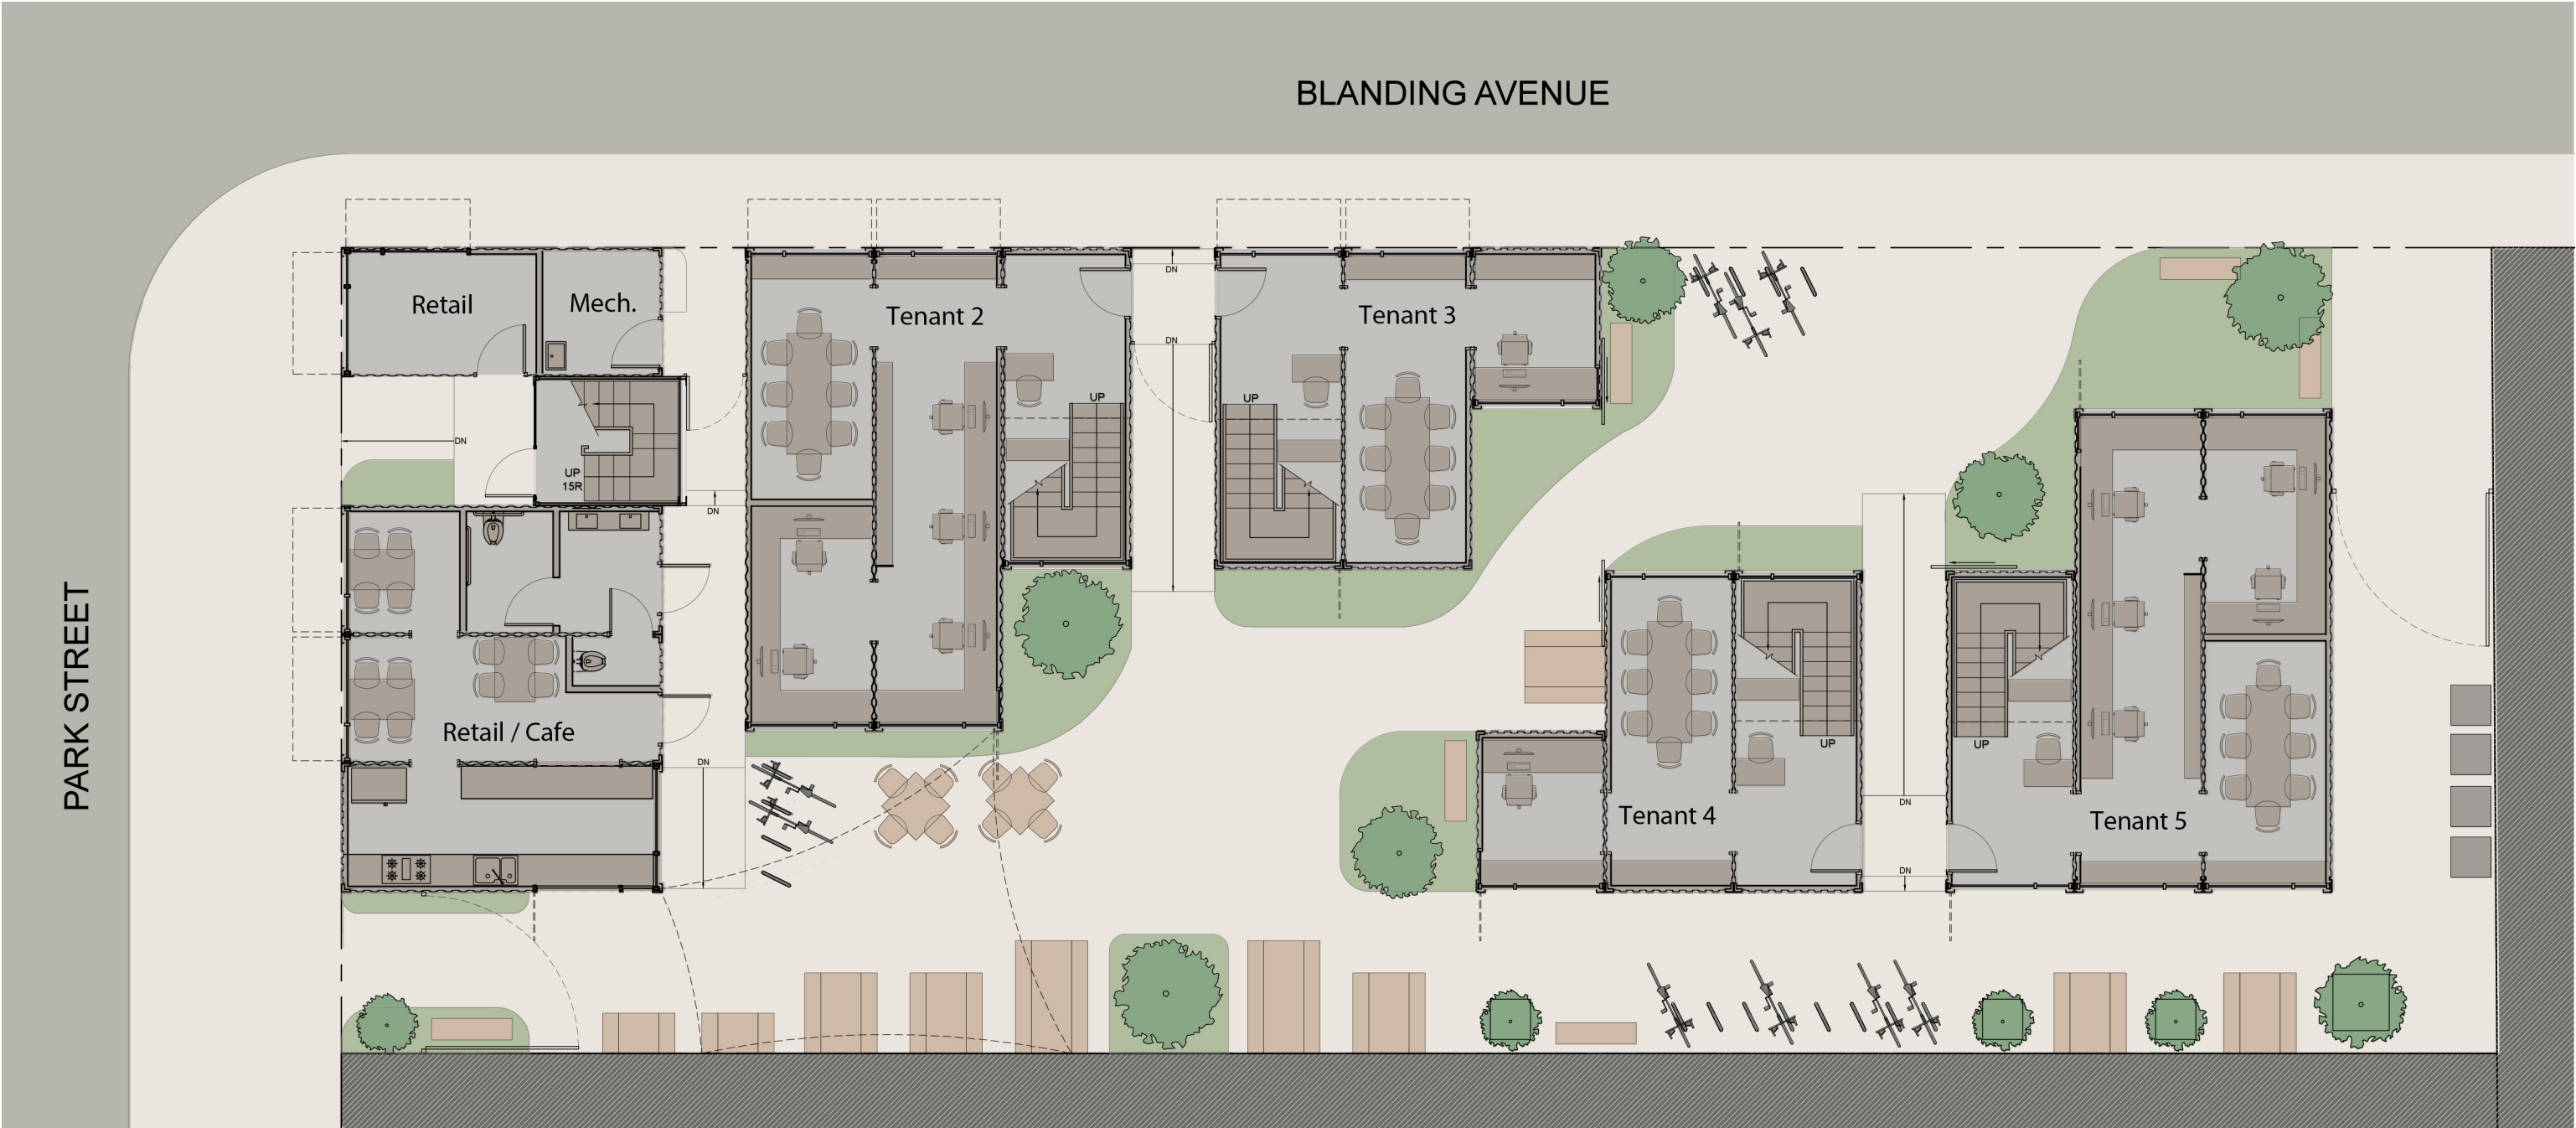 BLANDING AVENUE
PARK STREET
Retail
Mech.
DN
UP
15R
DN
Retail / Cafe
DN
Tenant 2
UP
DN
DN
Tenant 3
UP
Tenant 4
UP
DN
DN
Tenant 5
UP